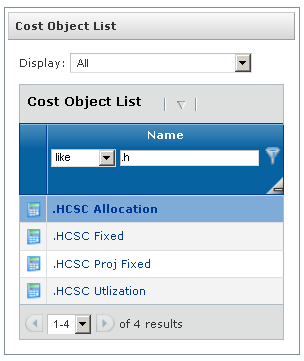 Cost Object List
Display: All
Cost Object List
Name
like .h
.HCSC Allocation
.HCSC Fixed
.HCSC Proj Fixed
.HCSC Utlization
1-4 of 4 results